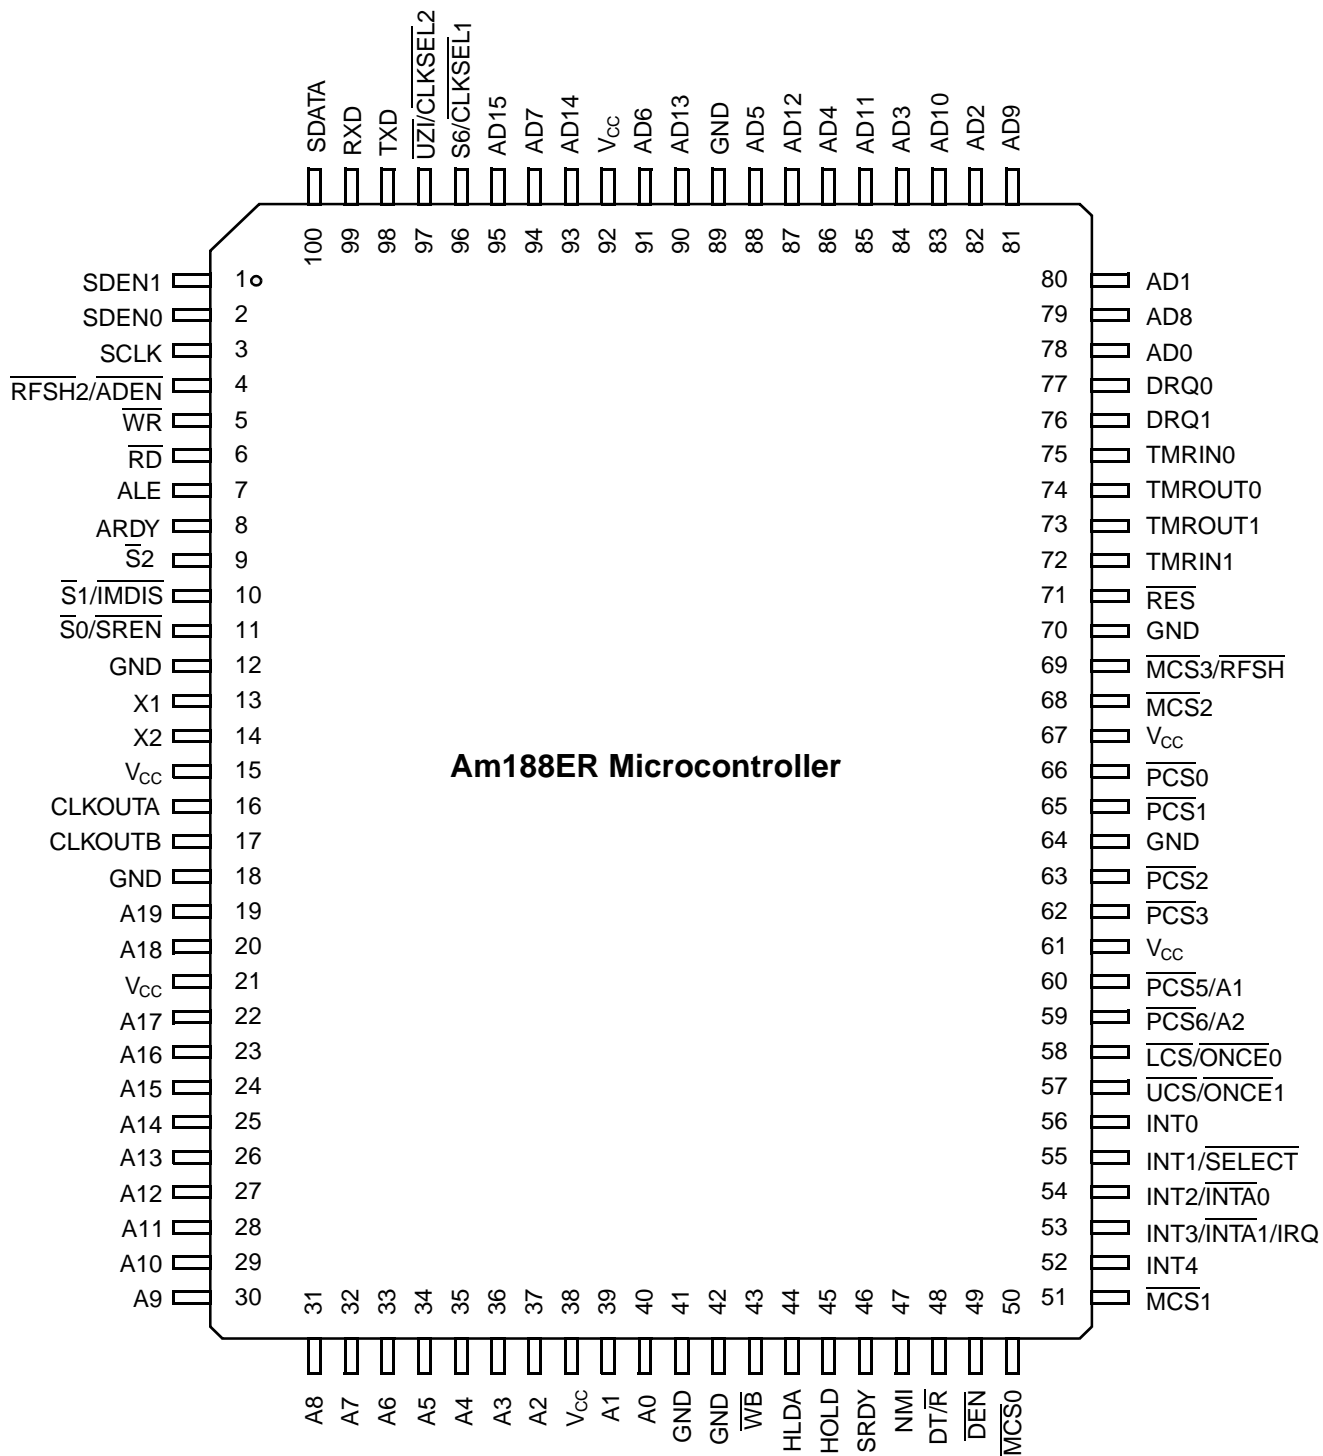 SDATA
RXD
TXD
UZI/CLKSEL2
S6/CLKSEL1
AD15
AD7
AD14
VCC
AD6
AD13
GND
AD5
AD12
AD4
AD11
AD3
AD10
AD2
AD9
100
99
98
97
96
95
94
93
92
91
90
89
88
87
86
85
84
83
82
81
SDEN1 1 80 AD1
SDEN0 2 79 AD8
SCLK 3 78 AD0
RFSH2/ADEN 4 77 DRQ0
WR 5 76 DRQ1
RD 6 75 TMRIN0
ALE 7 74 TMROUT0
ARDY 8 73 TMROUT1
S2 9 72 TMRIN1
S1/IMDIS 10 71 RES
S0/SREN 11 70 GND
GND 12 69 MCS3/RFSH
X1 13 68 MCS2
X2 14 67 VCC
Am188ER Microcontroller
VCC 15 66 PCS0
CLKOUTA 16 65 PCS1
CLKOUTB 17 64 GND
GND 18 63 PCS2
A19 19 62 PCS3
A18 20 61 VCC
VCC 21 60 PCS5/A1
A17 22 59 PCS6/A2
A16 23 58 LCS/ONCE0
A15 24 57 UCS/ONCE1
A14 25 56 INT0
A13 26 55 INT1/SELECT
A12 27 54 INT2/INTA0
A11 28 53 INT3/INTA1/IRQ
A10 29 52 INT4
A9 30 51 MCS1
31
32
33
34
35
36
37
38
39
40
41
42
43
44
45
46
47
48
49
50
A8
A7
A6
A5
A4
A3
A2
VCC
A1
A0
GND
GND
WB
HLDA
HOLD
SRDY
NMI
DT/R
DEN
MCS0